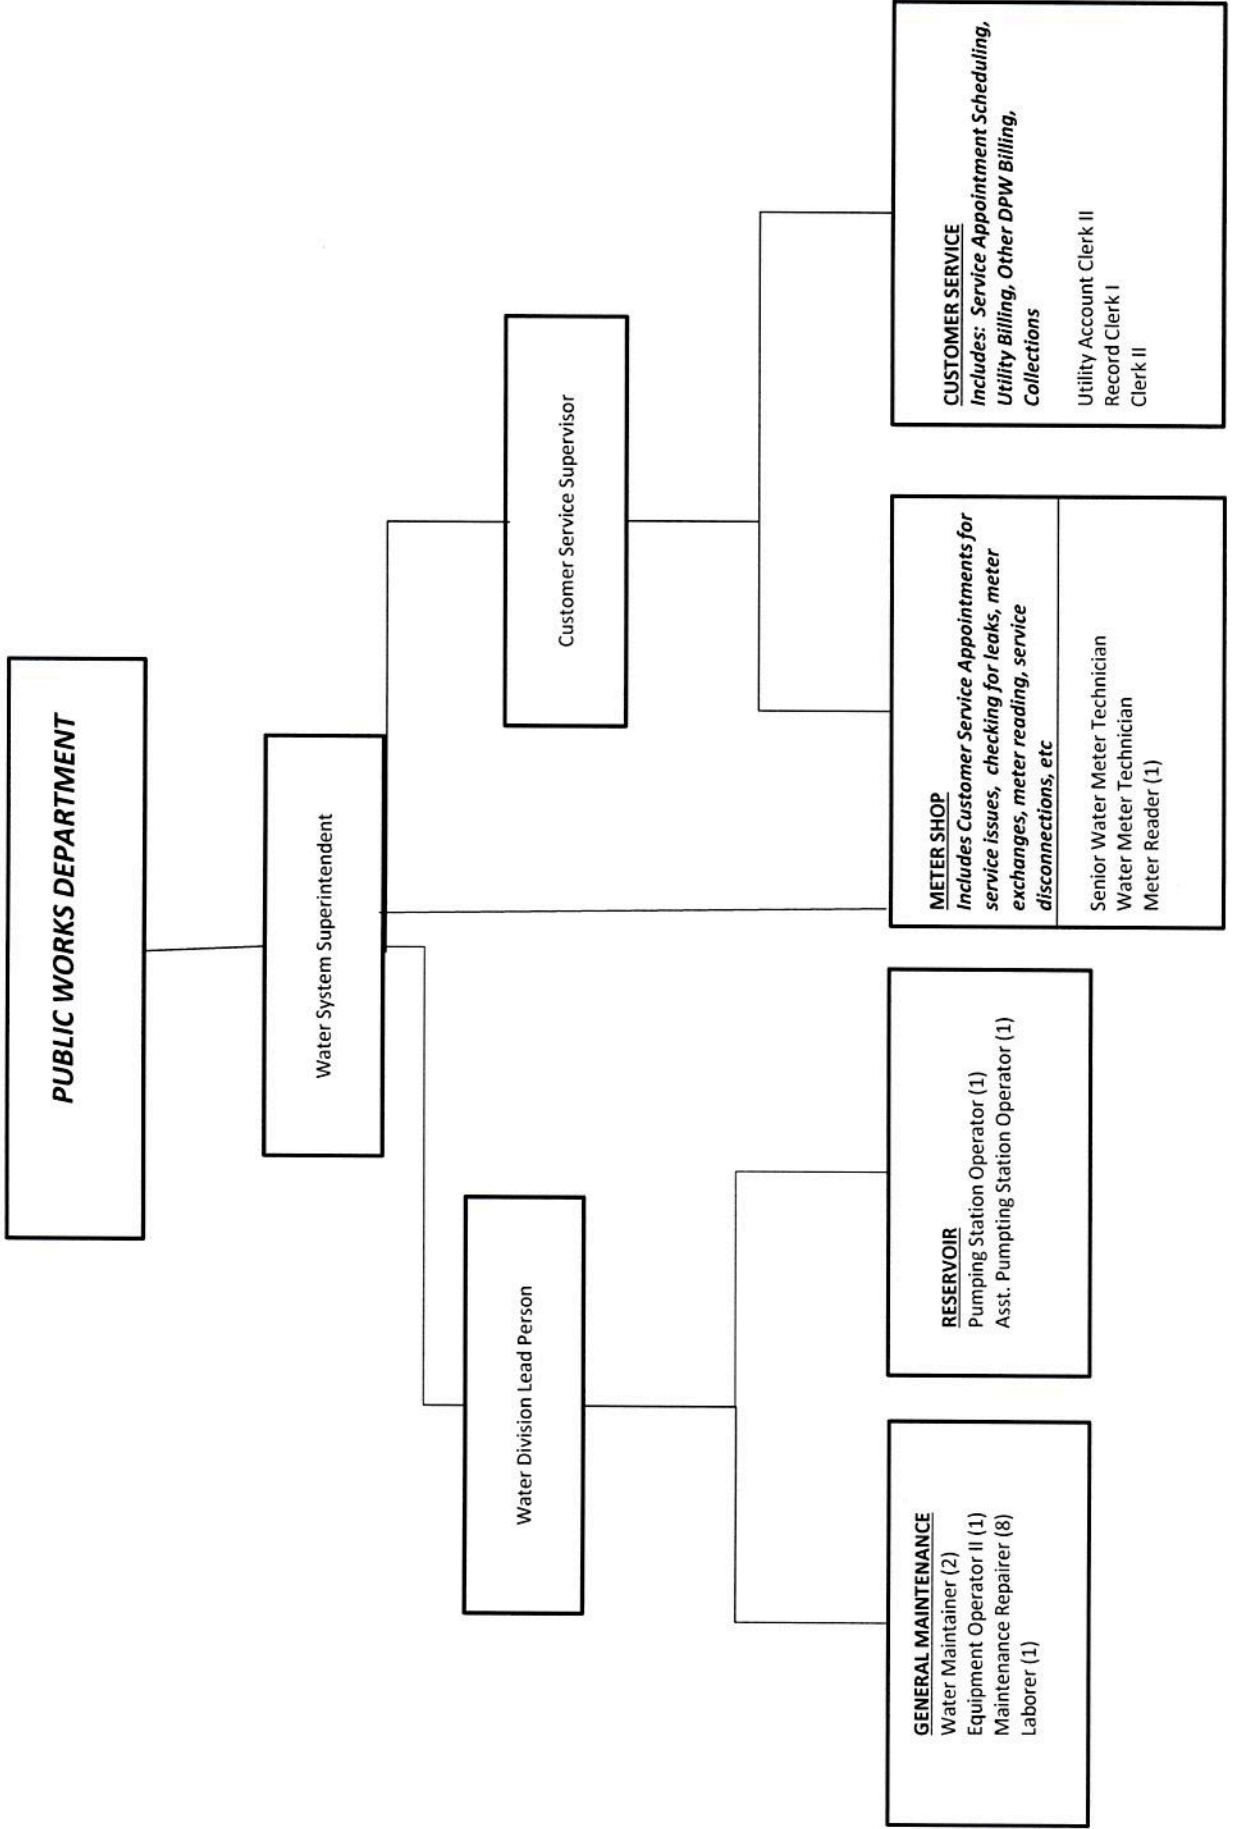 PUBLIC WORKS DEPARTMENT
Water System Superintendent
Water Division Lead Person
Customer Service Supervisor
GENERAL MAINTENANCE
Water Maintainer (2)
Equipment Operator II (1)
Maintenance Repairer (8)
Laborer (1)
RESERVOIR
Pumping Station Operator (1)
Asst. Pumpting Station Operator (1)
METER SHOP
Includes Customer Service Appointments for
service issues, checking for leaks, meter
exchanges, meter reading, service
disconnections, etc
Senior Water Meter Technician
Water Meter Technician
Meter Reader (1)
CUSTOMER SERVICE
Includes: Service Appointment Scheduling,
Utility Billing, Other DPW Billing,
Collections
Utility Account Clerk II
Record Clerk I
Clerk II